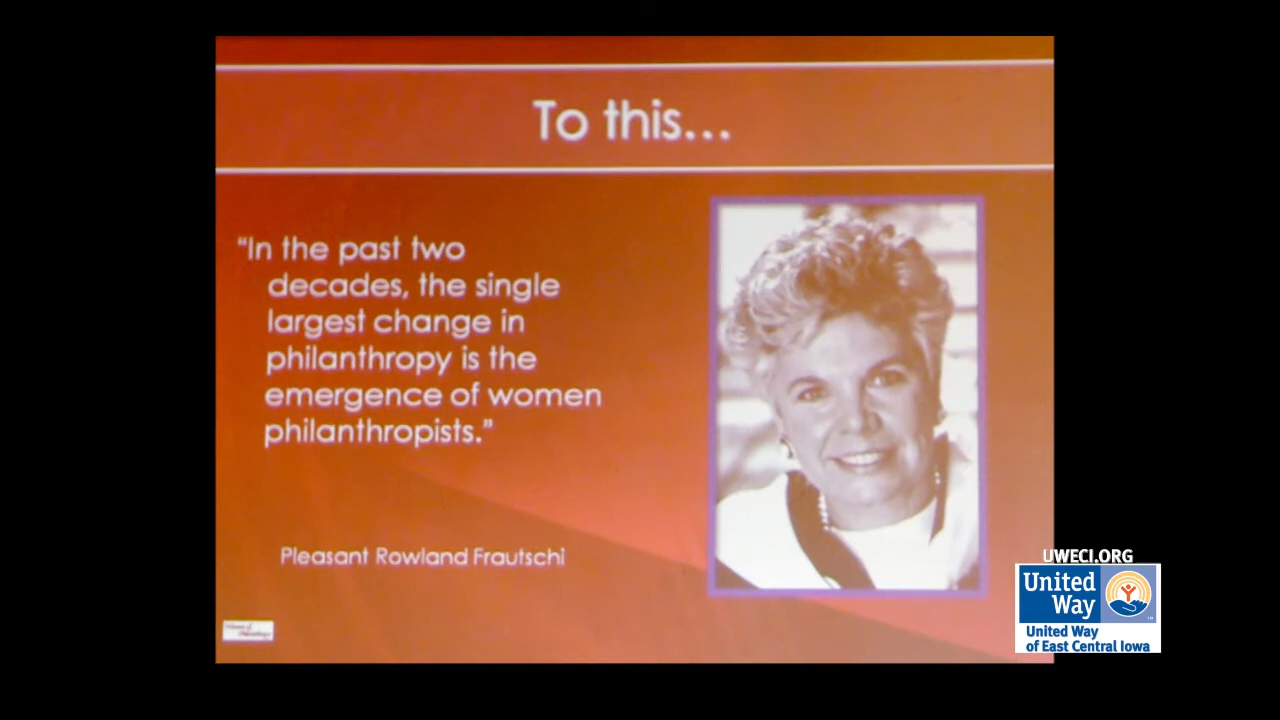 To this...
“In the past two
decades, the single
largest change in
philanthropy is the
emergence of women
philanthropists.”
Pleasant Rowland Frautschi
UWECI.ORG
United
Way
United Way
of East Central Iowa